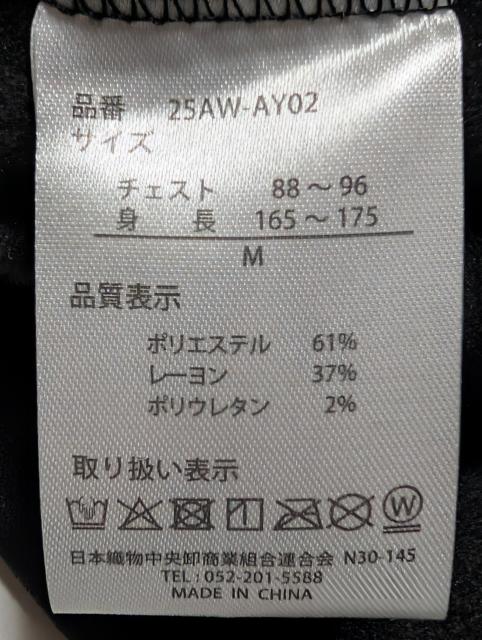 品番 25AW-AY02
サイズ
チェスト 88～96
身長 165～175
M
品質表示
ポリエステル 61%
レーヨン 37%
ポリウレタン 2%
取り扱い表示
W
日本織物中央卸商業組合連合会 N30-145
TEL:052-201-5588
MADE IN CHINA